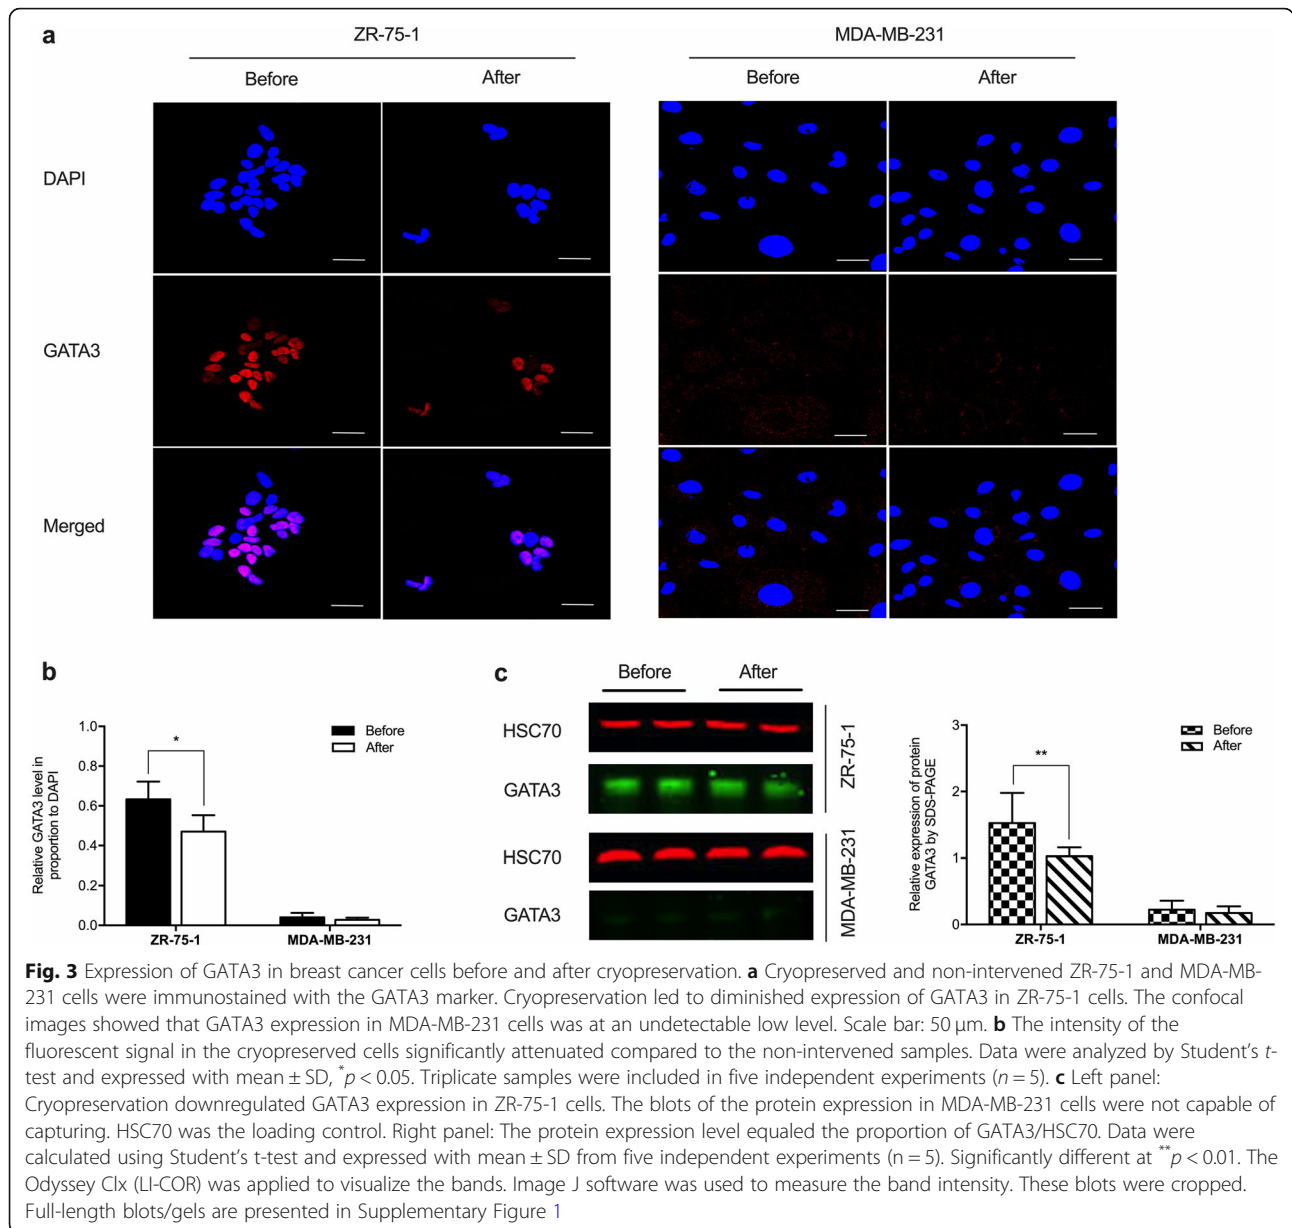 a
ZR-75-1
MDA-MB-231
Before
After
Before
After
DAPI
GATA3
Merged
b
Relative GATA3 level in
proportion to DAPI
1.0
0.8
0.6
0.4
0.2
0.0
*
Before
After
ZR-75-1
MDA-MB-231
c
Before
After
HSC70
GATA3
ZR-75-1
HSC70
GATA3
MDA-MB-231
Relative expression of protein
GATA3 by SDS-PAGE
3
2
1
0
**
Before
After
ZR-75-1
MDA-MB-231
Fig. 3 Expression of GATA3 in breast cancer cells before and after cryopreservation. a Cryopreserved and non-intervened ZR-75-1 and MDA-MB-
231 cells were immunostained with the GATA3 marker. Cryopreservation led to diminished expression of GATA3 in ZR-75-1 cells. The confocal
images showed that GATA3 expression in MDA-MB-231 cells was at an undetectable low level. Scale bar: 50 μm. b The intensity of the
fluorescent signal in the cryopreserved cells significantly attenuated compared to the non-intervened samples. Data were analyzed by Student's t-
test and expressed with mean ± SD, *p < 0.05. Triplicate samples were included in five independent experiments (n = 5). c Left panel:
Cryopreservation downregulated GATA3 expression in ZR-75-1 cells. The blots of the protein expression in MDA-MB-231 cells were not capable of
capturing. HSC70 was the loading control. Right panel: The protein expression level equaled the proportion of GATA3/HSC70. Data were
calculated using Student's t-test and expressed with mean ± SD from five independent experiments (n = 5). Significantly different at **p < 0.01. The
Odyssey Clx (LI-COR) was applied to visualize the bands. Image J software was used to measure the band intensity. These blots were cropped.
Full-length blots/gels are presented in Supplementary Figure 1